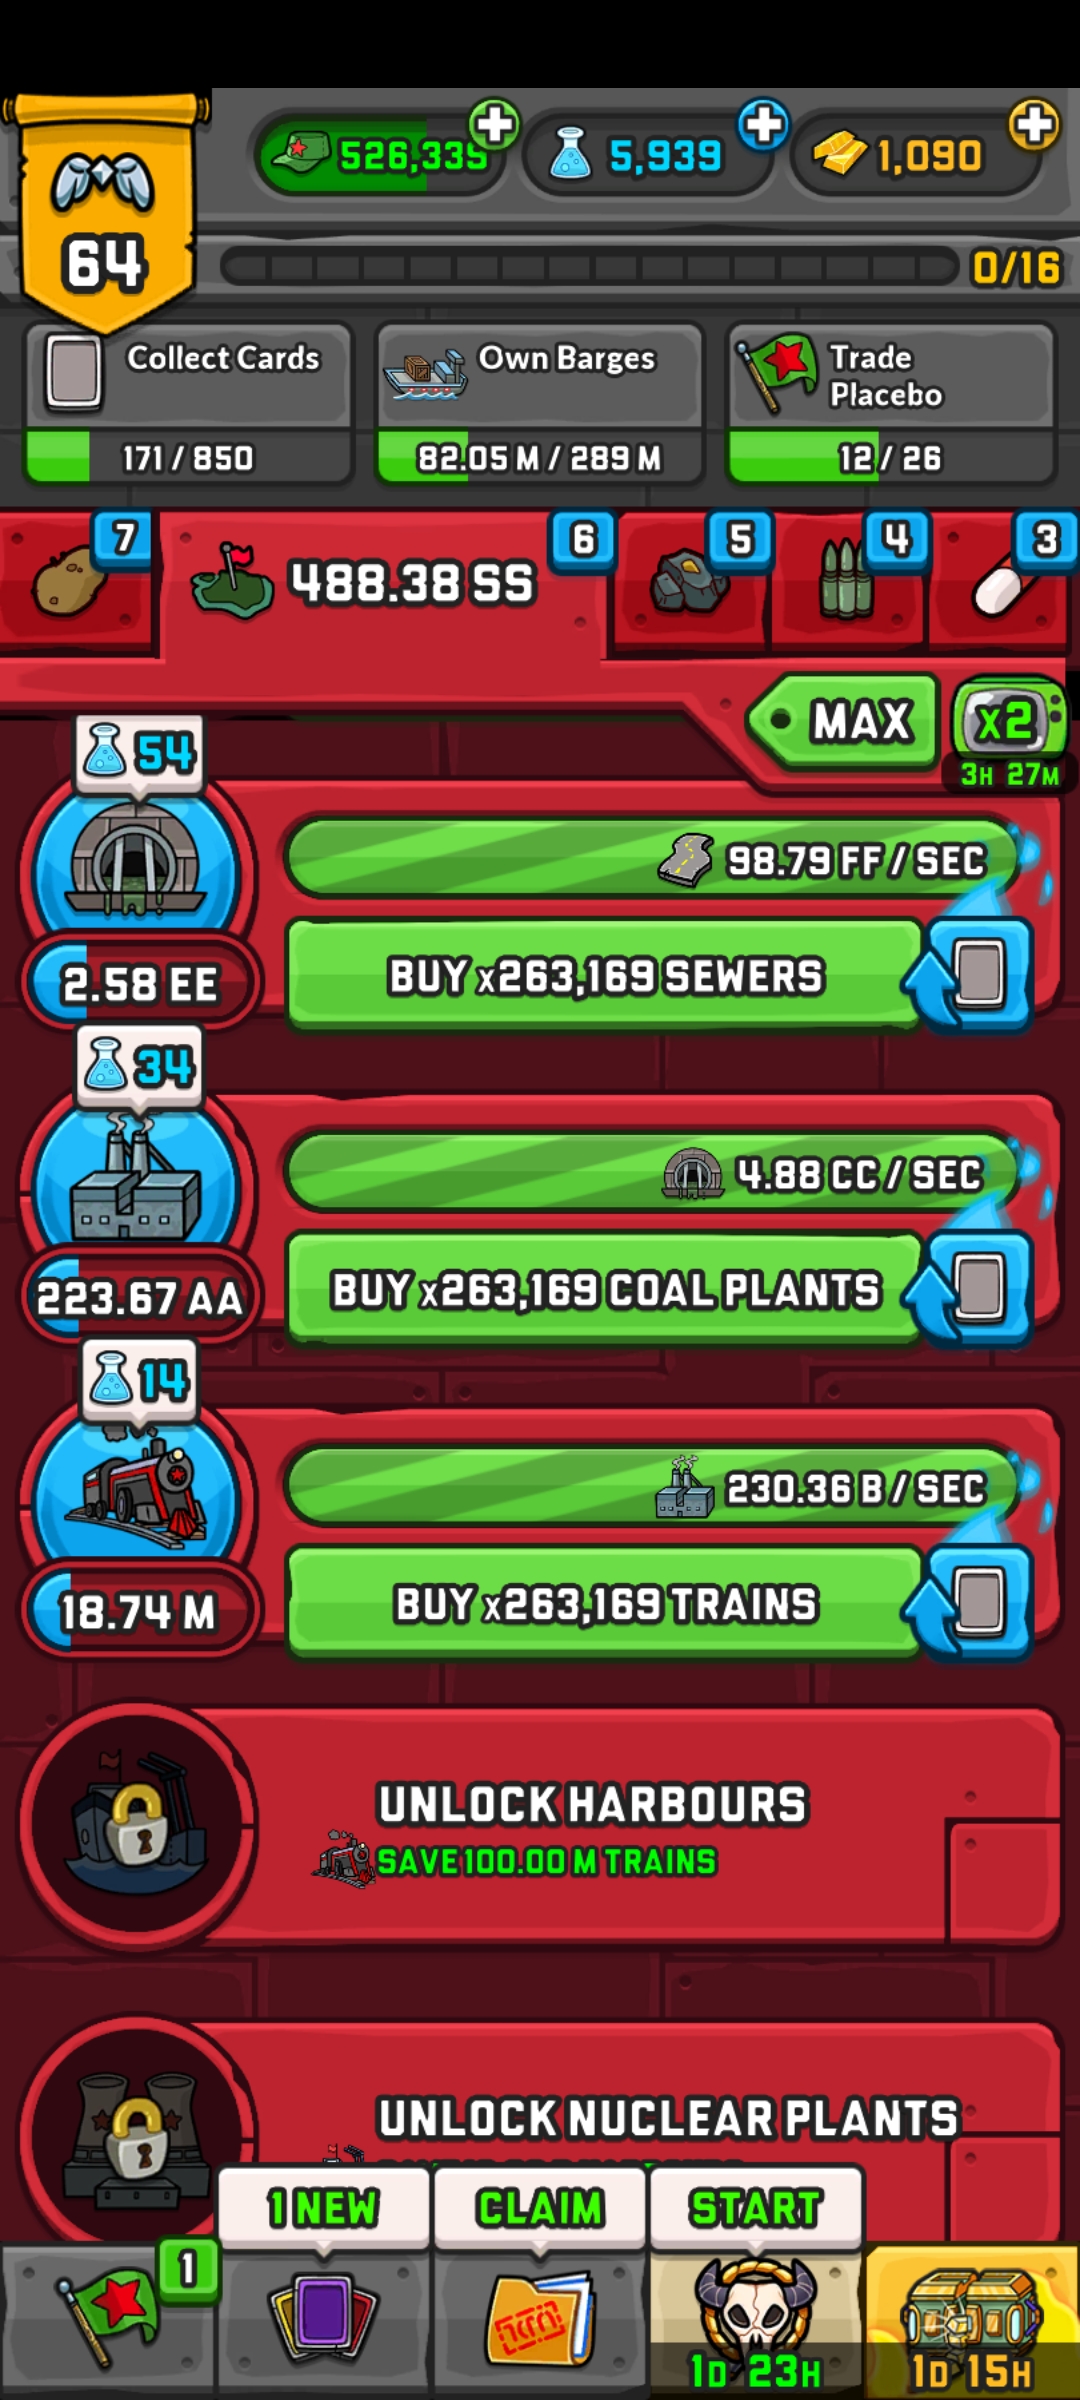 526,339
5,939
1,090
64
0/16
Collect Cards
171 / 850
Own Barges
82.05 M / 289 M
Trade
Placebo
12 / 26
7
488.38 SS
6
5
4
3
MAX
x2
3H 27M
54
98.79 FF / SEC
2.58 EE
BUY x263,169 SEWERS
34
4.88 CC / SEC
223.67 AA
BUY x263,169 COAL PLANTS
14
230.36 B / SEC
18.74 M
BUY x263,169 TRAINS
UNLOCK HARBOURS
SAVE 100.00 M TRAINS
UNLOCK NUCLEAR PLANTS
1 NEW
CLAIM
START
1
1D 23H
1D 15H